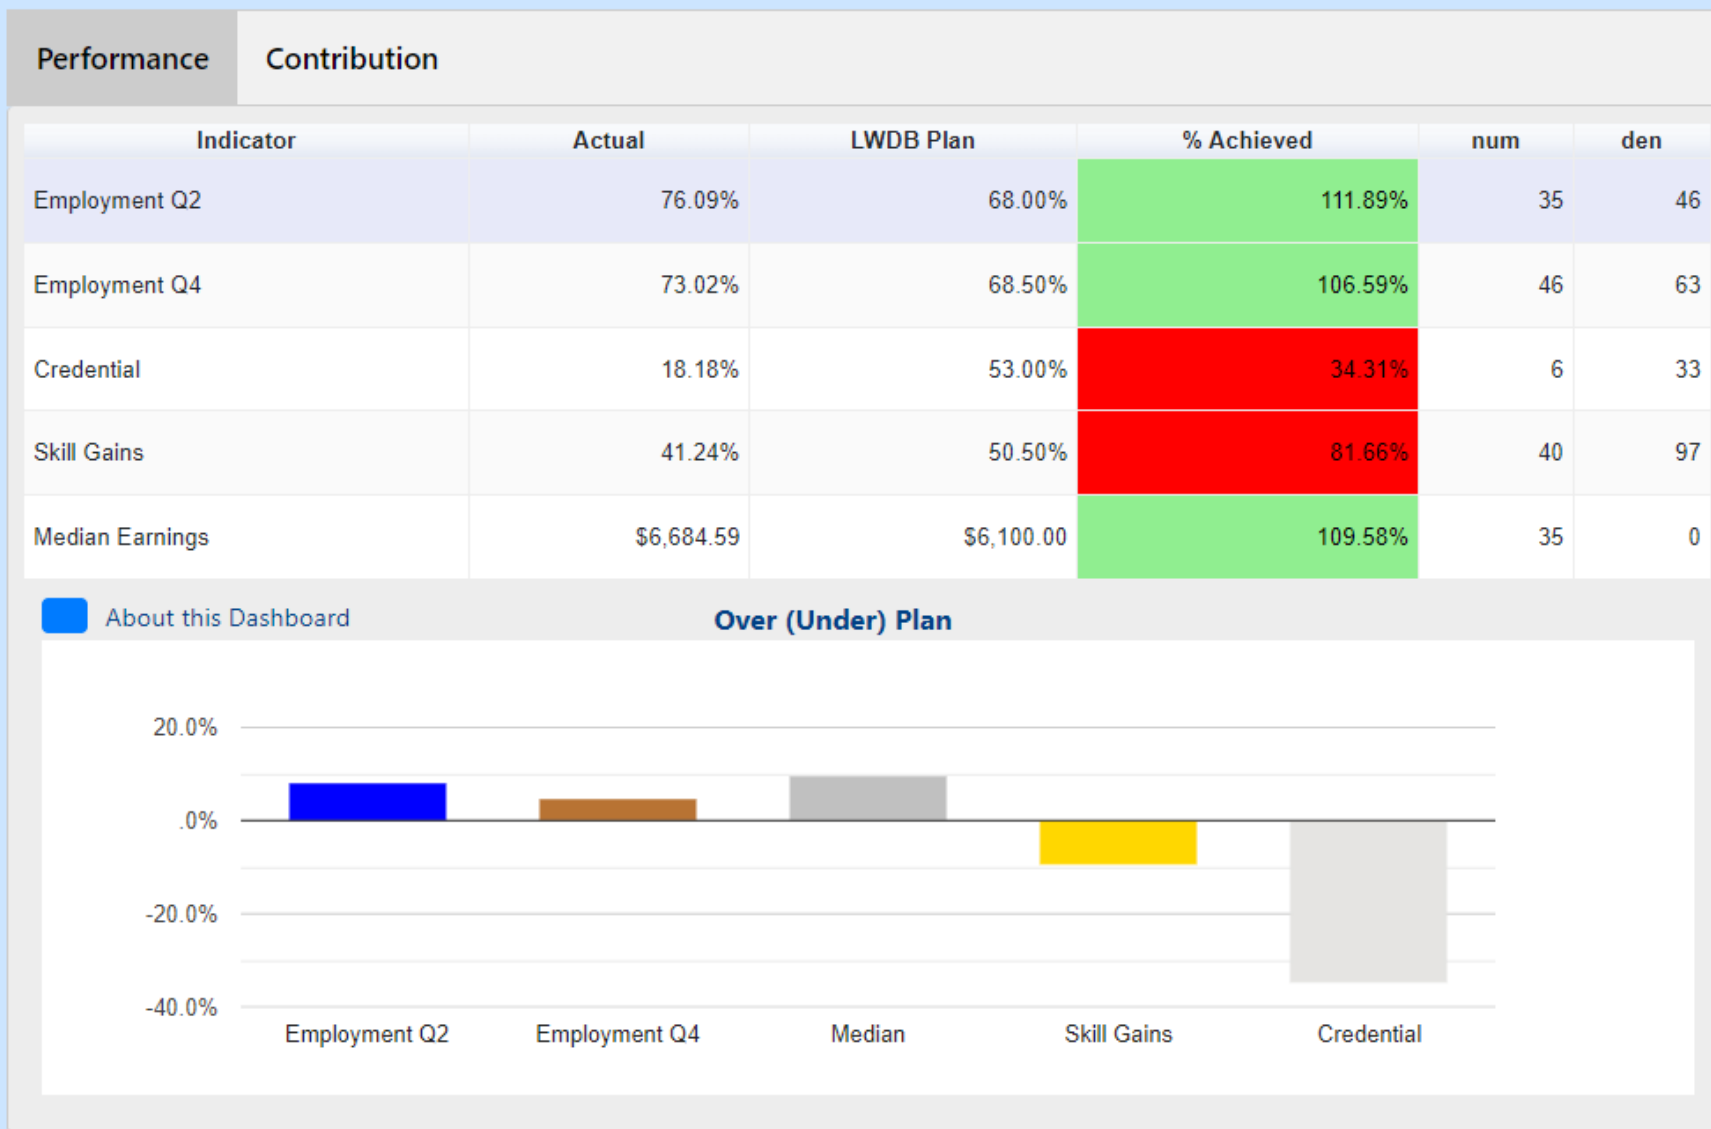 Performance Contribution
Indicator Actual LWDB Plan % Achieved num den
Employment Q2 76.09% 68.00% 111.89% 35 46
Employment Q4 73.02% 68.50% 106.59% 46 63
Credential 18.18% 53.00% 34.31% 6 33
Skill Gains 41.24% 50.50% 81.66% 40 97
Median Earnings $6,684.59 $6,100.00 109.58% 35 0
About this Dashboard Over (Under) Plan
20.0%
.0%
-20.0%
-40.0%
Employment Q2 Employment Q4 Median Skill Gains Credential